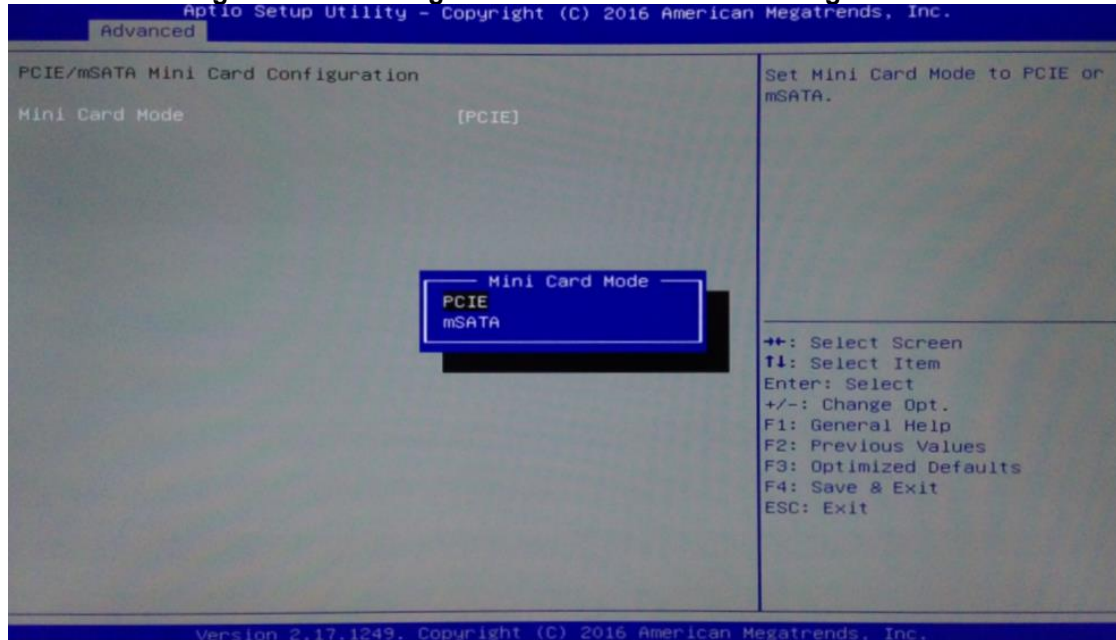 Aptio Setup Utility – Copyright (C) 2016 American Megatrends, Inc.
Advanced
PCIE/mSATA Mini Card Configuration
Mini Card Mode [PCIE]
Set Mini Card Mode to PCIE or
mSATA.
Mini Card Mode
PCIE
mSATA
→←: Select Screen
↑↓: Select Item
Enter: Select
+/-: Change Opt.
F1: General Help
F2: Previous Values
F3: Optimized Defaults
F4: Save & Exit
ESC: Exit
Version 2.17.1249. Copyright (C) 2016 American Megatrends, Inc.